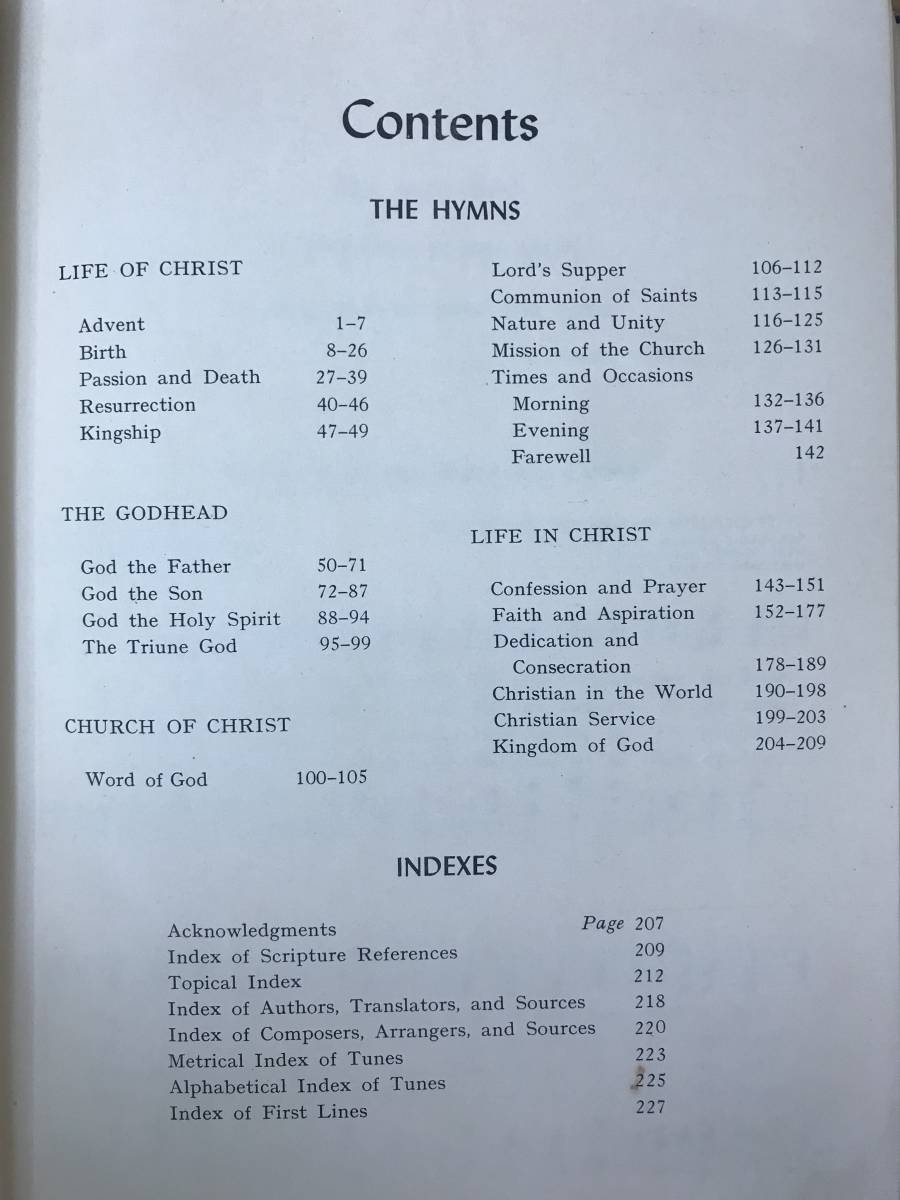 Contents
THE HYMNS
LIFE OF CHRIST
Advent 1–7
Birth 8–26
Passion and Death 27–39
Resurrection 40–46
Kingship 47–49
THE GODHEAD
God the Father 50–71
God the Son 72–87
God the Holy Spirit 88–94
The Triune God 95–99
CHURCH OF CHRIST
Word of God 100–105
Lord's Supper 106–112
Communion of Saints 113–115
Nature and Unity 116–125
Mission of the Church 126–131
Times and Occasions
Morning 132–136
Evening 137–141
Farewell 142
LIFE IN CHRIST
Confession and Prayer 143–151
Faith and Aspiration 152–177
Dedication and
Consecration 178–189
Christian in the World 190–198
Christian Service 199–203
Kingdom of God 204–209
INDEXES
Acknowledgments Page 207
Index of Scripture References 209
Topical Index 212
Index of Authors, Translators, and Sources 218
Index of Composers, Arrangers, and Sources 220
Metrical Index of Tunes 223
Alphabetical Index of Tunes 225
Index of First Lines 227